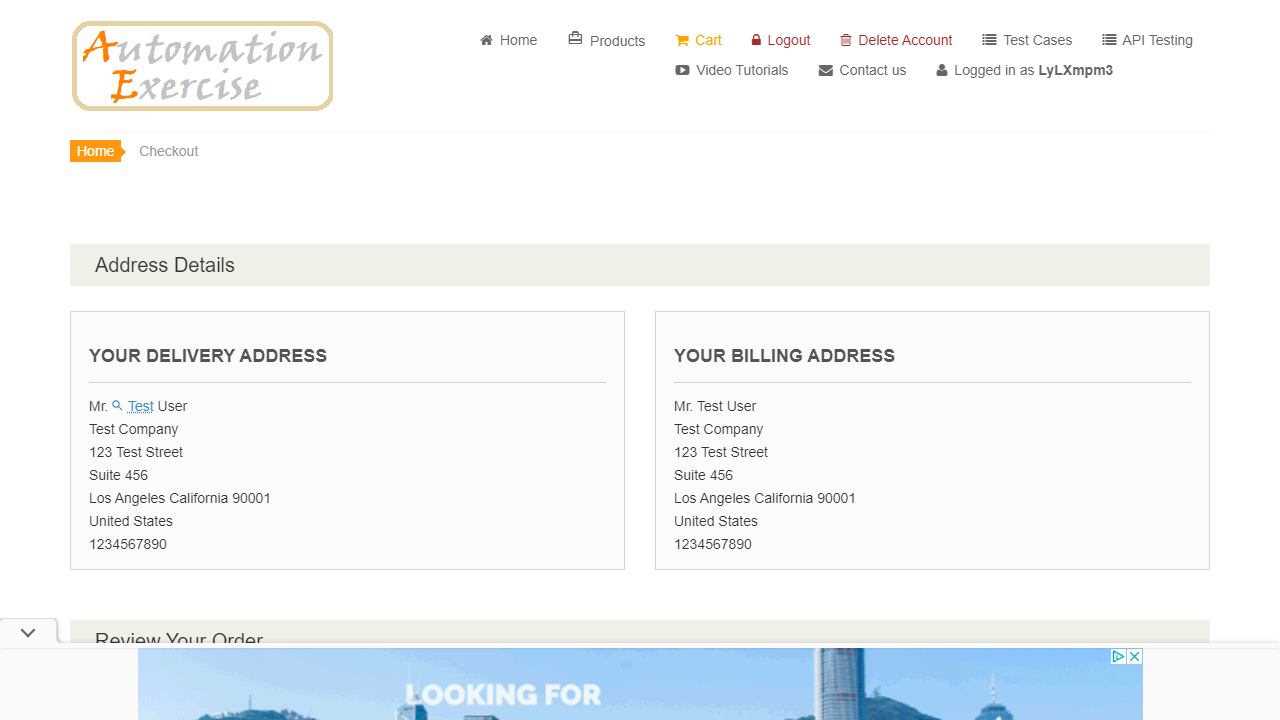 Automation
Exercise
Home
Products
Cart
Logout
Delete Account
Test Cases
API Testing
Video Tutorials
Contact us
Logged in as LyLXmpm3
Home
Checkout
Address Details
YOUR DELIVERY ADDRESS
Mr. Test User
Test Company
123 Test Street
Suite 456
Los Angeles California 90001
United States
1234567890
YOUR BILLING ADDRESS
Mr. Test User
Test Company
123 Test Street
Suite 456
Los Angeles California 90001
United States
1234567890
Review Your Order
LOOKING FOR